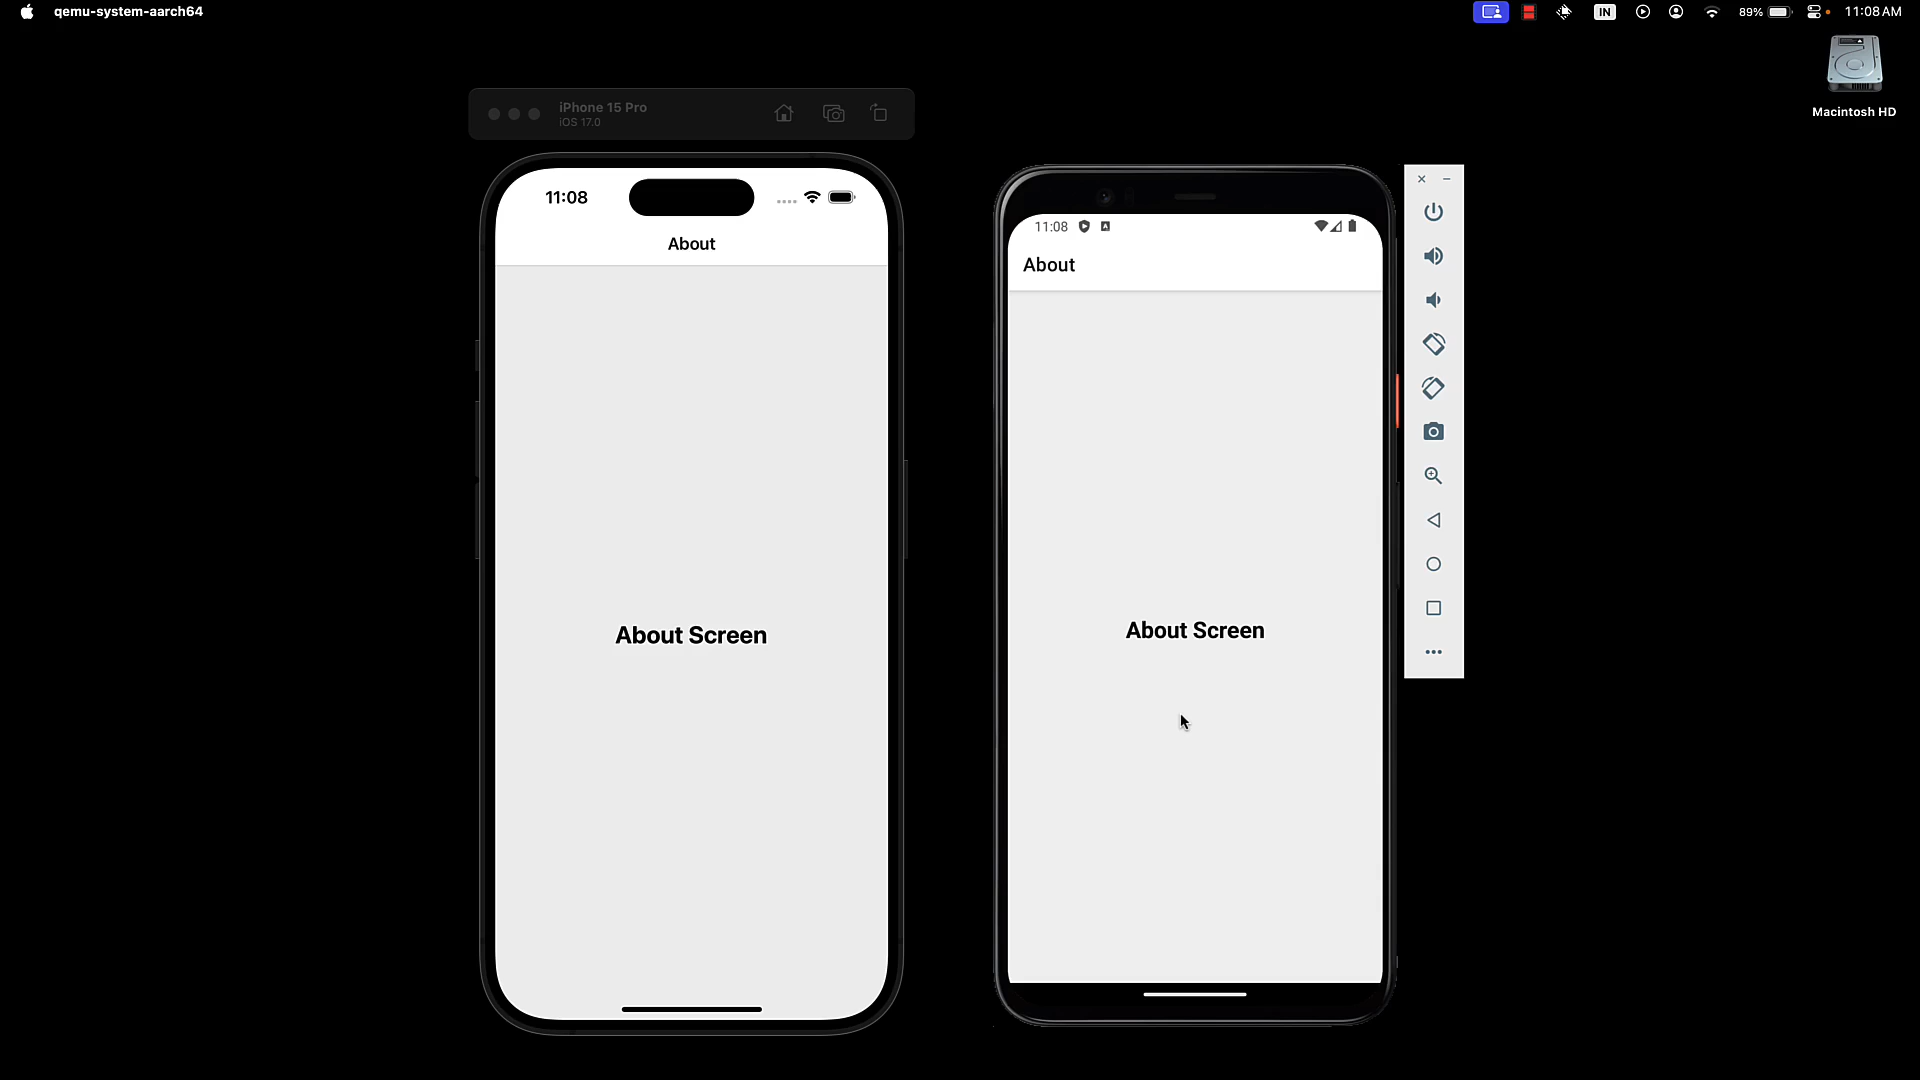 qemu-system-aarch64
IN
89%
11:08 AM
Macintosh HD
iPhone 15 Pro
iOS 17.0
11:08
About
About Screen
11:08
A
About
About Screen